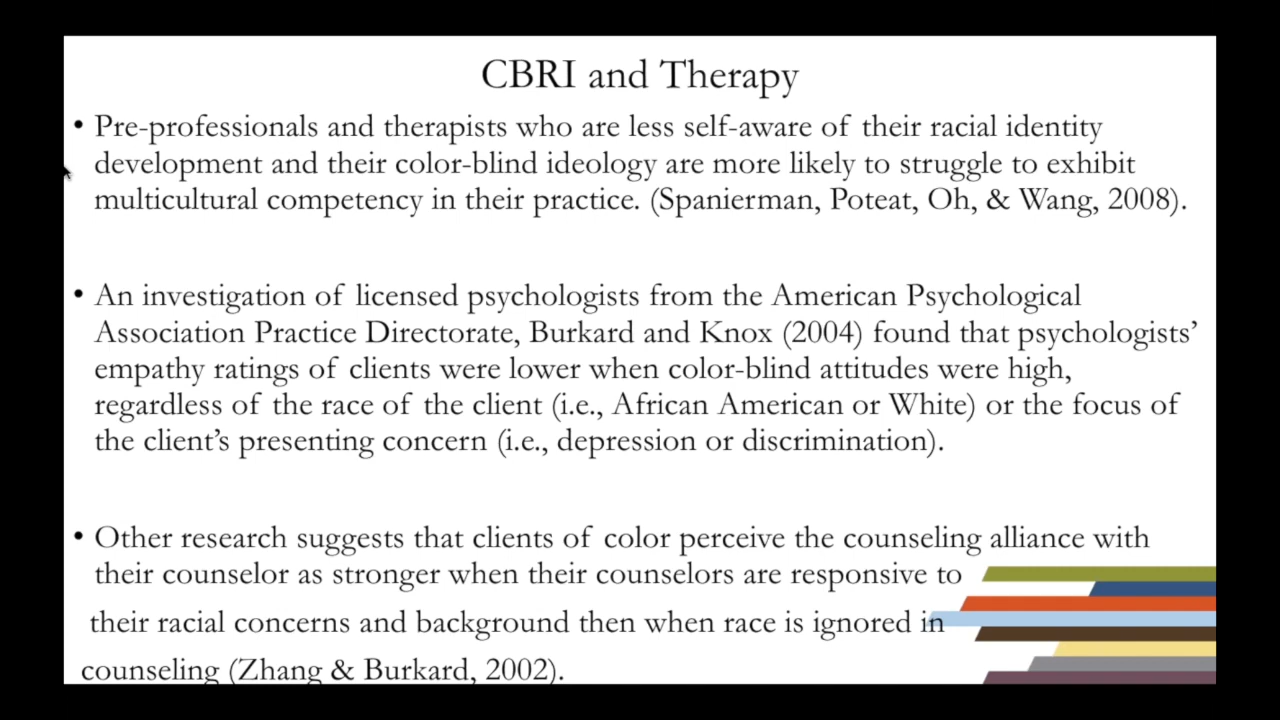 CBRI and Therapy
• Pre-professionals and therapists who are less self-aware of their racial identity
development and their color-blind ideology are more likely to struggle to exhibit
multicultural competency in their practice. (Spanierman, Poteat, Oh, & Wang, 2008).
• An investigation of licensed psychologists from the American Psychological
Association Practice Directorate, Burkard and Knox (2004) found that psychologists’
empathy ratings of clients were lower when color-blind attitudes were high,
regardless of the race of the client (i.e., African American or White) or the focus of
the client’s presenting concern (i.e., depression or discrimination).
• Other research suggests that clients of color perceive the counseling alliance with
their counselor as stronger when their counselors are responsive to
their racial concerns and background then when race is ignored in
counseling (Zhang & Burkard, 2002).